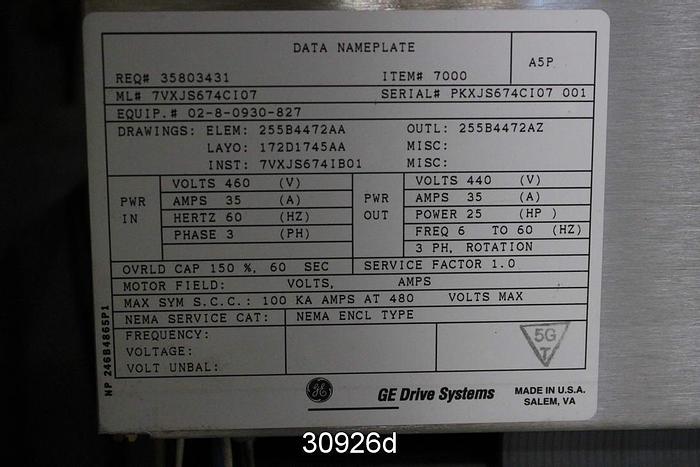 DATA NAMEPLATE
A5P
REQ# 35803431 ITEM# 7000
ML# 7VXJS674CI07 SERIAL# PKXJS674CI07 001
EQUIP.# 02-8-0930-827
DRAWINGS: ELEM: 255B4472AA OUTL: 255B4472AZ
LAYO: 172D1745AA MISC:
INST: 7VXJS674IB01 MISC:
PWR IN
VOLTS 460 (V)
AMPS 35 (A)
HERTZ 60 (HZ)
PHASE 3 (PH)
PWR OUT
VOLTS 440 (V)
AMPS 35 (A)
POWER 25 (HP )
FREQ 6 TO 60 (HZ)
3 PH, ROTATION
OVRLD CAP 150 %, 60 SEC SERVICE FACTOR 1.0
MOTOR FIELD: VOLTS, AMPS
MAX SYM S.C.C.: 100 KA AMPS AT 480 VOLTS MAX
NEMA SERVICE CAT: NEMA ENCL TYPE
FREQUENCY:
VOLTAGE:
VOLT UNBAL:
5G
T
NP 246B4865P1
GE GE Drive Systems
MADE IN U.S.A.
SALEM, VA
30926d